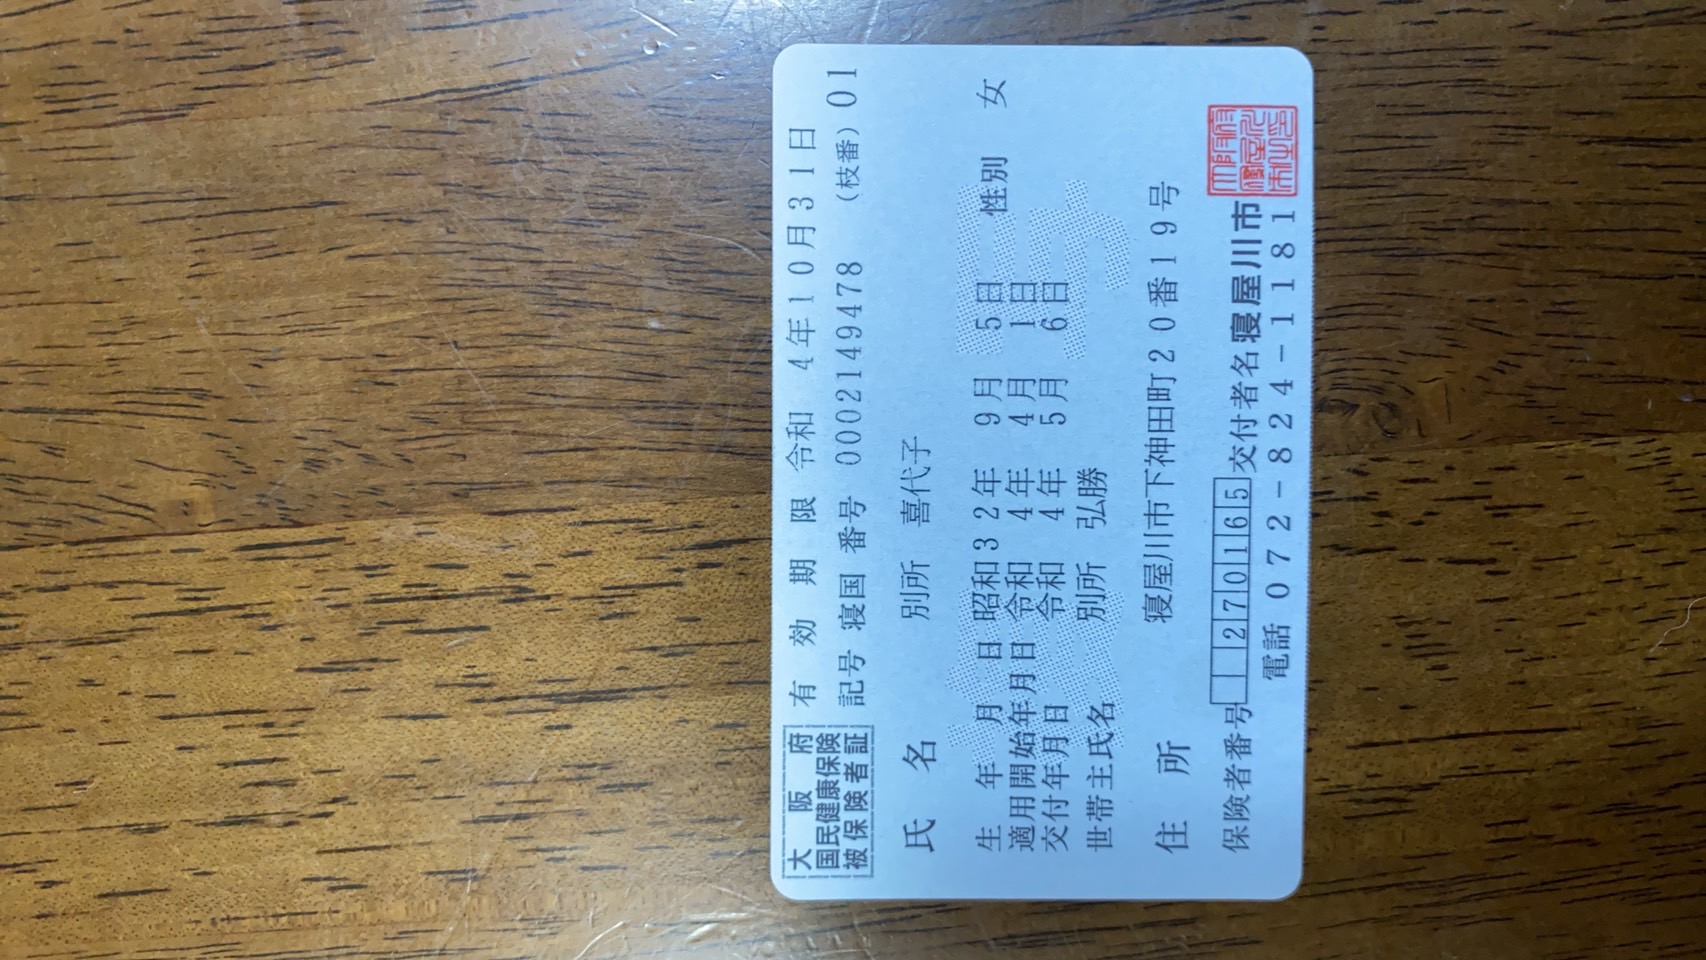 大阪府
国民健康保険
被保険者証
有効期限 令和 4年10月31日
記号 寝国 番号 0002149478 (枝番) 01
氏名 別所 喜代子
生年月日 昭和32年 9月 5日 性別 女
適用開始年月日 令和 4年 4月 1日
交付年月日 令和 4年 5月 6日
世帯主氏名 別所 弘勝
住所 寝屋川市下神田町20番19号
保険者番号 270165 交付者名 寝屋川市
電話 072-824-1181